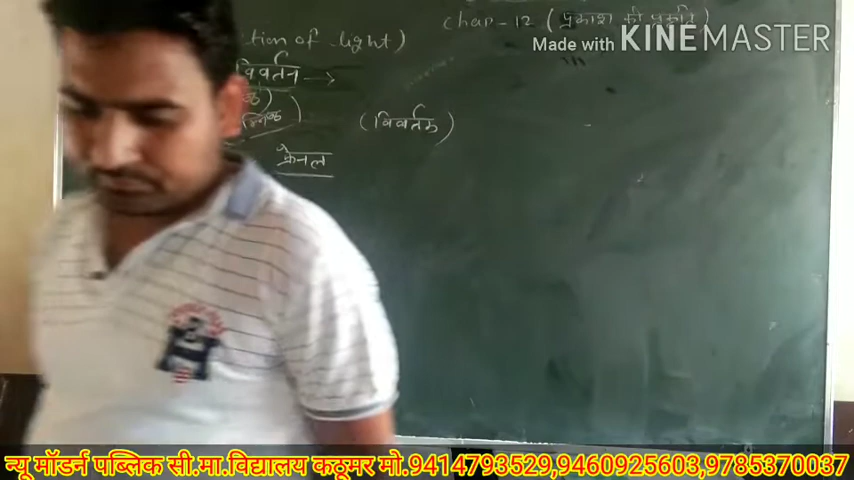 chap-12 (प्रकाश की प्रकृति)
Made with KINEMASTER
ition of light)
विवर्तन →
(विवर्तक)
फ्रेनल
न्यू मॉडर्न पब्लिक सी.मा.विद्यालय कठूमर मो.9414793529,9460925603,9785370037